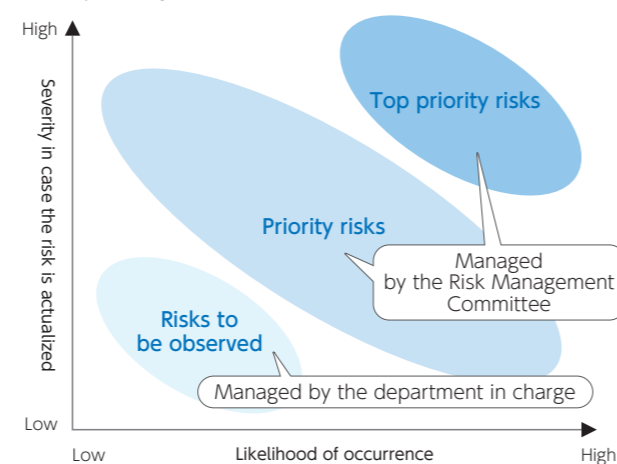 High
Severity in case the risk is actualized
Top priority risks
Priority risks
Managed
by the Risk Management
Committee
Risks to
be observed
Managed by the department in charge
Low
Low
Likelihood of occurrence
High